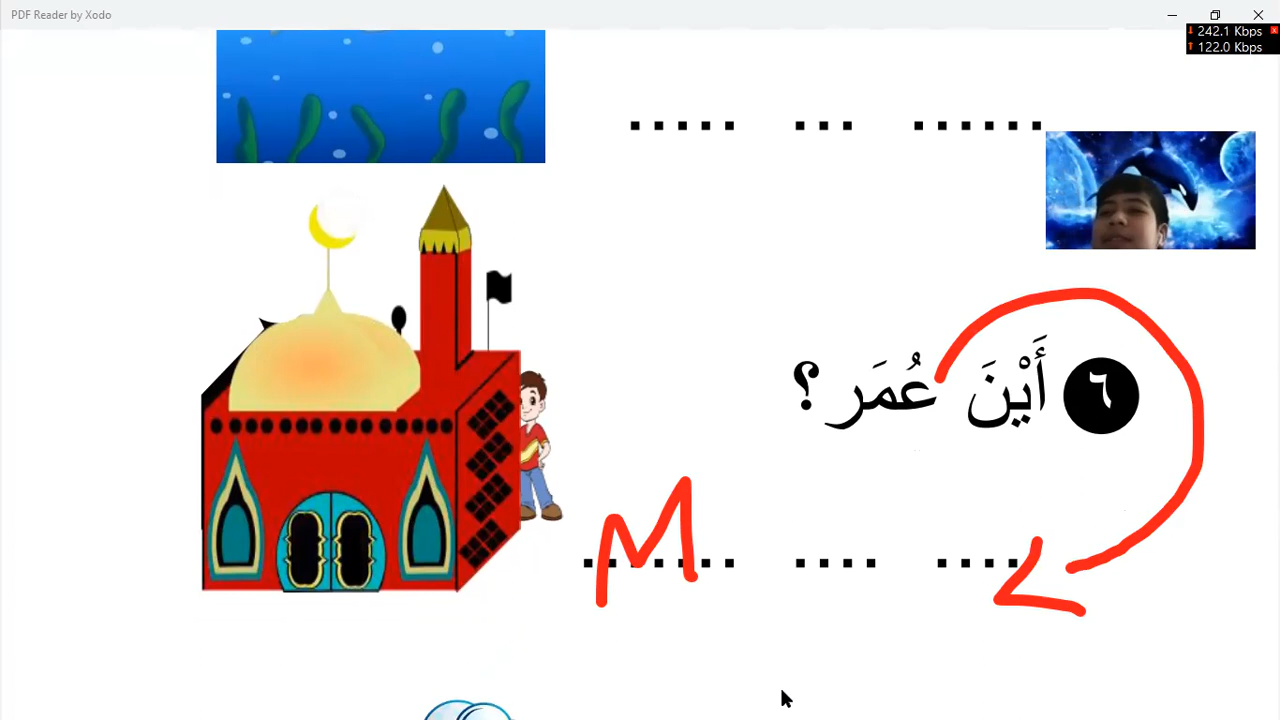 PDF Reader by Xodo
242.1 Kbps
122.0 Kbps
٦ أَيْنَ عُمَر ؟
M